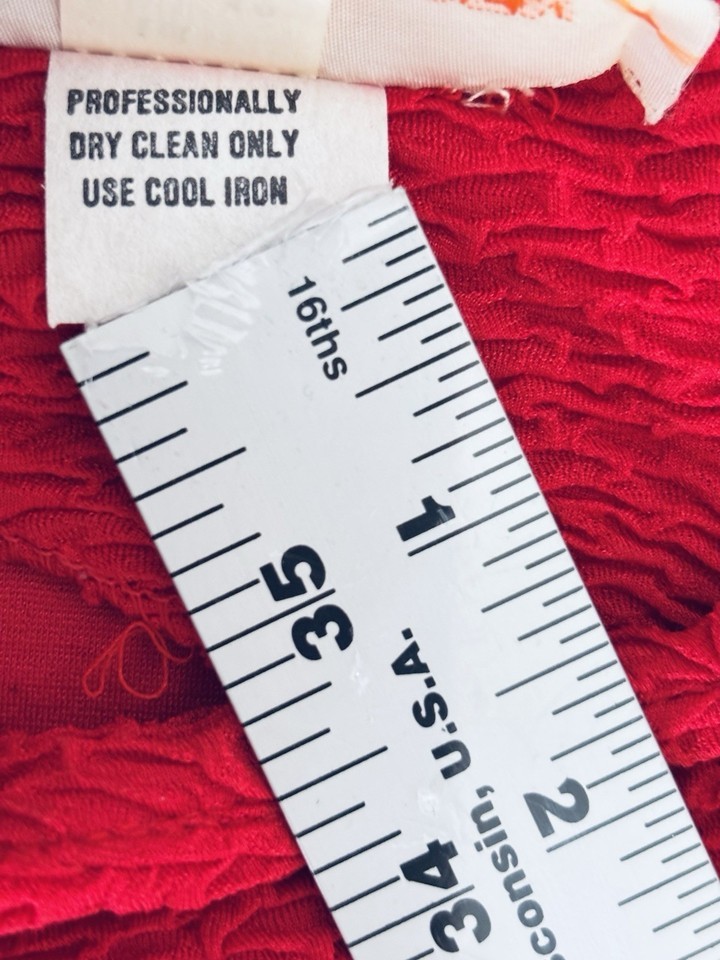 PROFESSIONALLY
DRY CLEAN ONLY
USE COOL IRON
16ths
1
35
U.S.A.
2
34